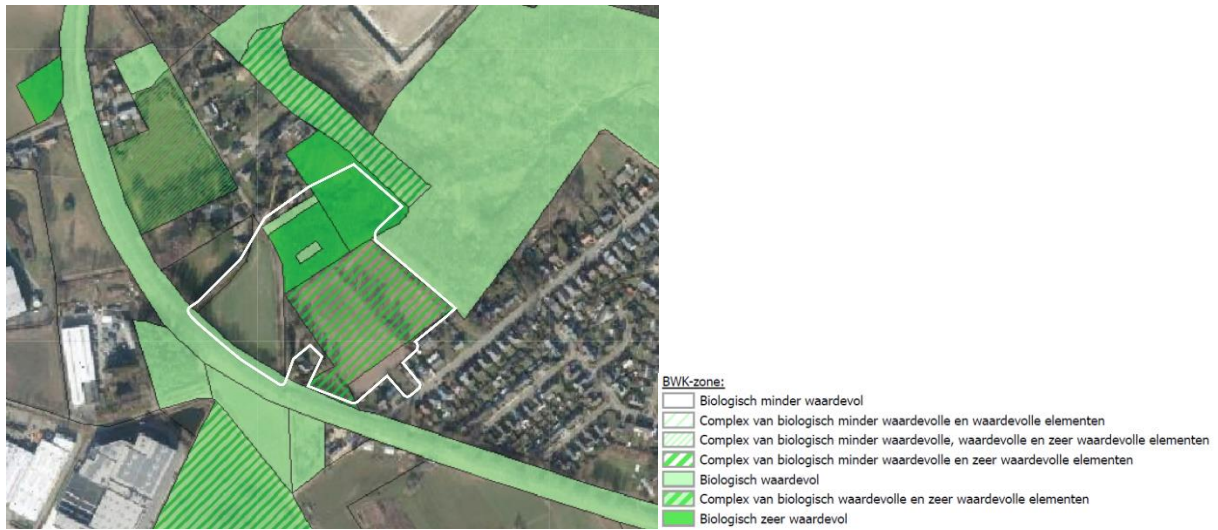 BWK-zone:
Biologisch minder waardevol
Complex van biologisch minder waardevolle en waardevolle elementen
Complex van biologisch minder waardevolle, waardevolle en zeer waardevolle elementen
Complex van biologisch minder waardevolle en zeer waardevolle elementen
Biologisch waardevol
Complex van biologisch waardevolle en zeer waardevolle elementen
Biologisch zeer waardevol